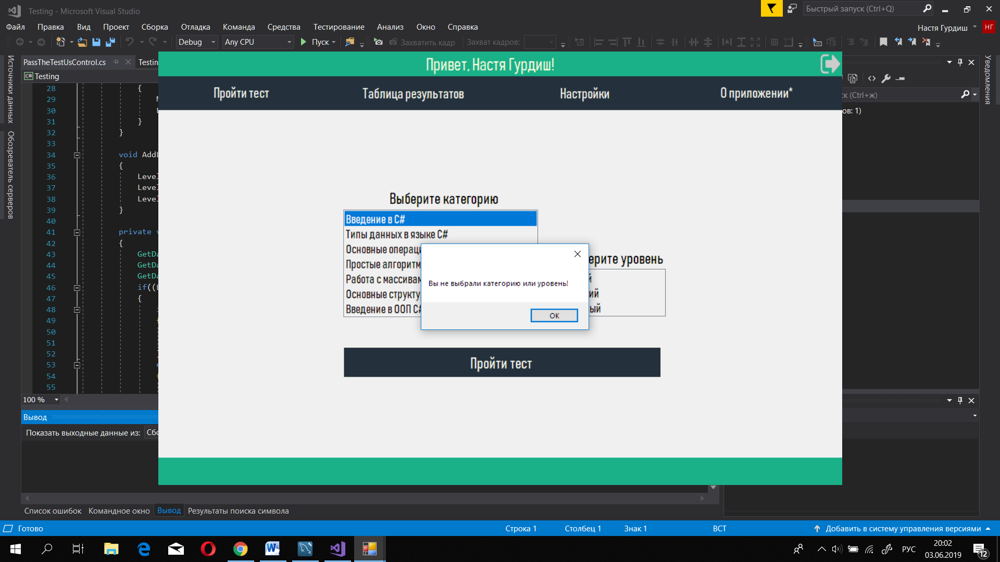 Testing - Microsoft Visual Studio
Быстрый запуск (Ctrl+Q)
Файл Правка Вид Проект Сборка Отладка Команда Средства Тестирование Анализ Окно Справка
Настя Гурдиш НГ
Debug Any CPU Пуск Захватить кадр Захват кадров:
Источники данных
Обозреватель серверов
Уведомления
PassTheTestUsControl.cs Testin
C# Testing
28 {
29
30
31 }
32 }
33
34 void AddL
35 {
36 Level
37 Level
38 Level
39 }
40
41 private v
42 {
43 GetDa
44 GetDa
45 GetDa
46 if((L
47 {
48
49
50
51
52
53
54
55
100 %
Вывод
Показать выходные данные из: Сбо
к (Ctrl+ж)
ов: 1)
Привет, Настя Гурдиш!
Пройти тест Таблица результатов Настройки О приложении*
Выберите категорию
Введение в C#
Типы данных в языке C#
Основные операци
Простые алгоритм
Работа с массивам
Основные структу
Введение в ООП C#
ерите уровень
й
ий
ый
Вы не выбрали категорию или уровень!
ОК
Пройти тест
Список ошибок Командное окно Вывод Результаты поиска символа
Готово Строка 1 Столбец 1 Знак 1 ВСТ Добавить в систему управления версиями
РУС 20:02
03.06.2019 12